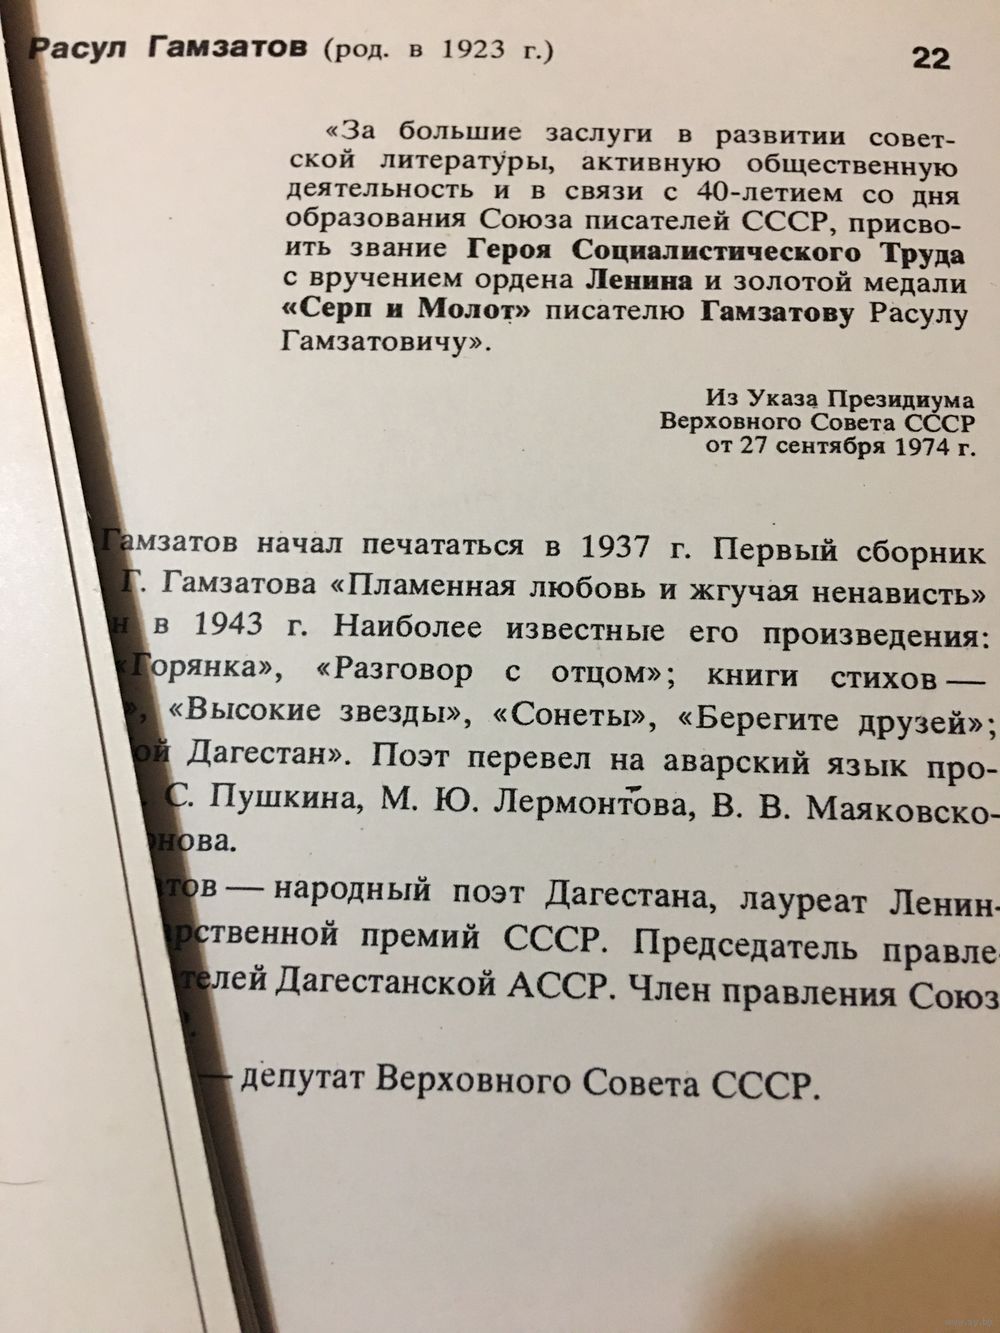 Расул Гамзатов (род. в 1923 г.)
22
«За большие заслуги в развитии совет-
ской литературы, активную общественную
деятельность и в связи с 40-летием со дня
образования Союза писателей СССР, присво-
ить звание Героя Социалистического Труда
с вручением ордена Ленина и золотой медали
«Серп и Молот» писателю Гамзатову Расулу
Гамзатовичу».
Из Указа Президиума
Верховного Совета СССР
от 27 сентября 1974 г.
Гамзатов начал печататься в 1937 г. Первый сборник
Г. Гамзатова «Пламенная любовь и жгучая ненависть»
н в 1943 г. Наиболее известные его произведения:
«Горянка», «Разговор с отцом»; книги стихов —
», «Высокие звезды», «Сонеты», «Берегите друзей»;
ой Дагестан». Поэт перевел на аварский язык про-
. С. Пушкина, М. Ю. Лермонтова, В. В. Маяковско-
нова.
тов — народный поэт Дагестана, лауреат Ленин-
рственной премий СССР. Председатель правле-
телей Дагестанской АССР. Член правления Союз
— депутат Верховного Совета СССР.
www.ay.by